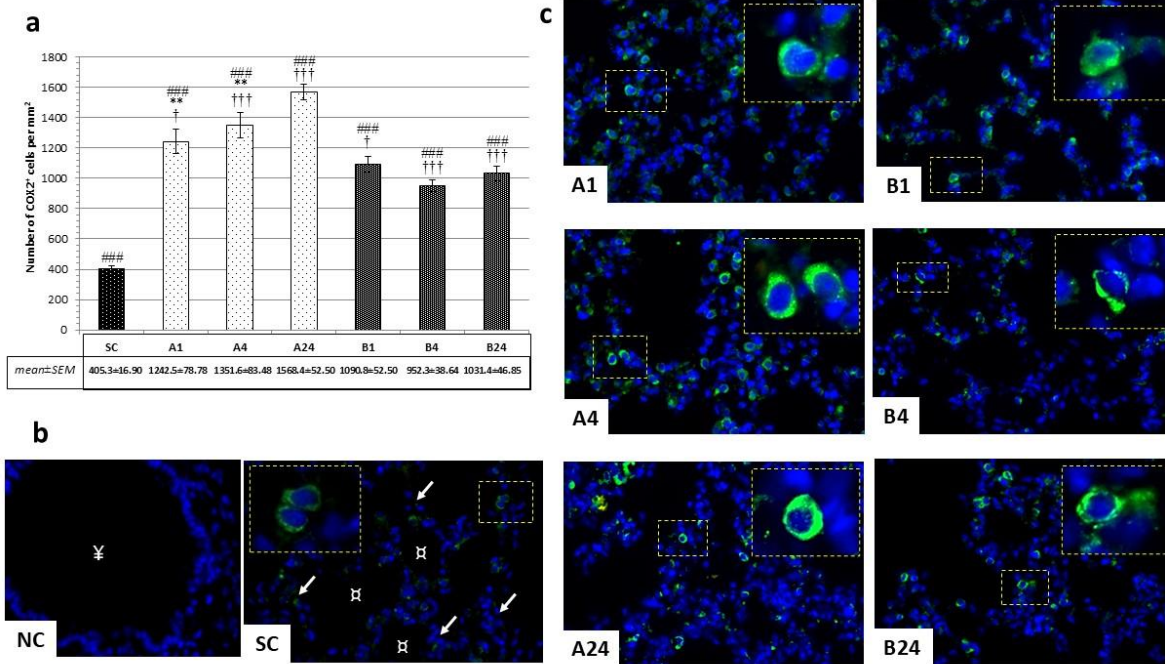 a
Number of COX2⁺ cells per mm²
1800
1600
1400
1200
1000
800
600
400
200
0
###
###
**
†
###
**
†††
###
†††
###
†
###
†††
###
†††
SC A1 A4 A24 B1 B4 B24
mean±SEM 405.3±16.90 1242.5±78.78 1351.6±83.48 1568.4±52.50 1090.8±52.50 952.3±38.64 1031.4±46.85
b
¥
NC
¤
¤
¤
SC
c
A1
B1
A4
B4
A24
B24